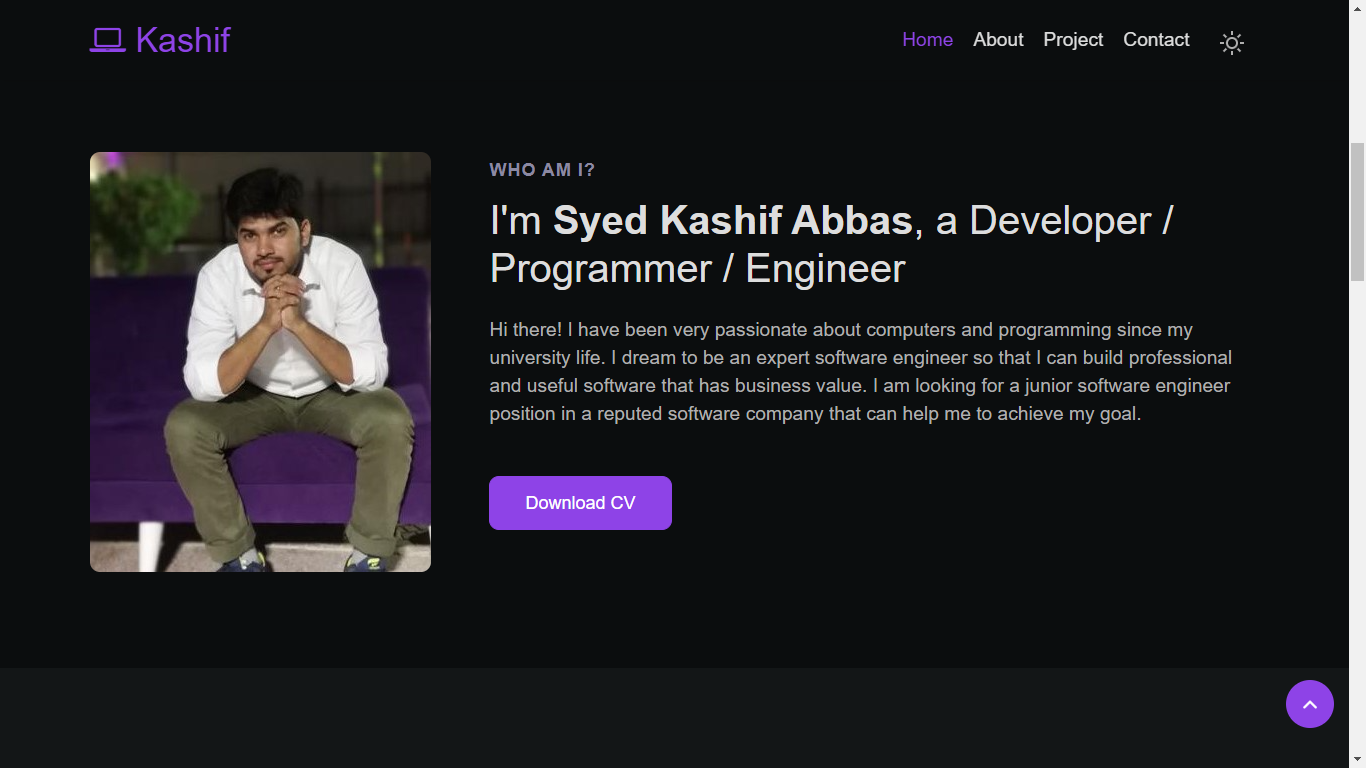 Kashif
Home About Project Contact
WHO AM I?
I'm Syed Kashif Abbas, a Developer /
Programmer / Engineer
Hi there! I have been very passionate about computers and programming since my
university life. I dream to be an expert software engineer so that I can build professional
and useful software that has business value. I am looking for a junior software engineer
position in a reputed software company that can help me to achieve my goal.
Download CV